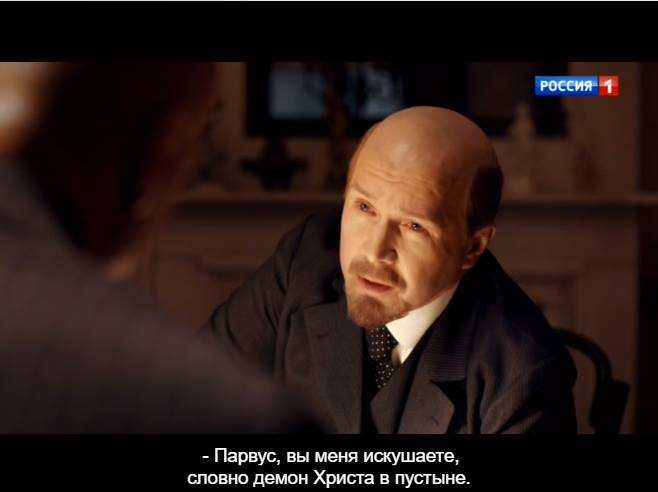 РОССИЯ 1
- Парвус, вы меня искушаете,
словно демон Христа в пустыне.